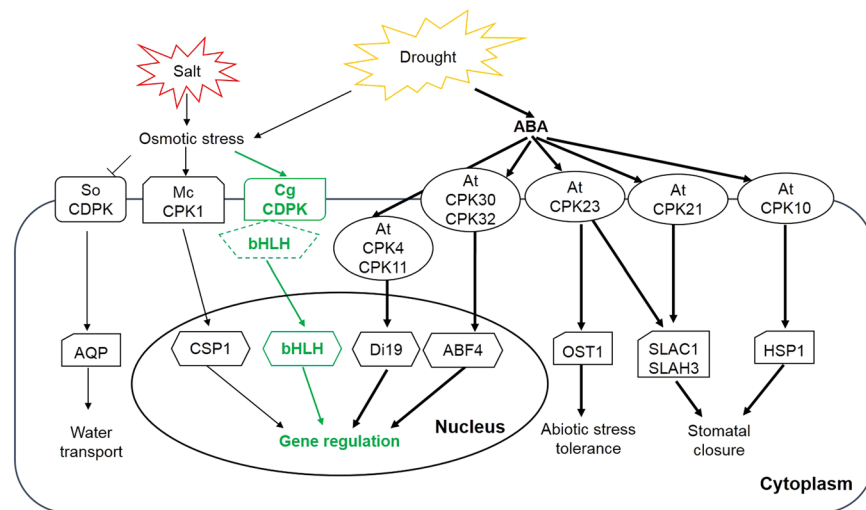 Salt
Drought
Osmotic stress
ABA
So
CDPK
Mc
CPK1
Cg
CDPK
bHLH
At
CPK4
CPK11
At
CPK30
CPK32
At
CPK23
At
CPK21
At
CPK10
AQP
CSP1
bHLH
Di19
ABF4
OST1
SLAC1
SLAH3
HSP1
Water
transport
Gene regulation
Nucleus
Abiotic stress
tolerance
Stomatal
closure
Cytoplasm